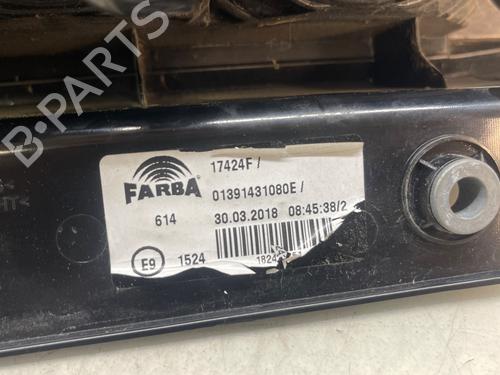 B-PARTS
17424F /
FARBA
01391431080E /
614
30.03.2018 08:45:38/2
E9
1524